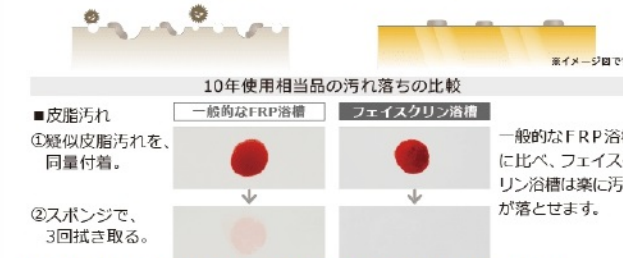 ※イメージ図で
10年使用相当品の汚れ落ちの比較
■皮脂汚れ
一般的なFRP浴槽
フェイスクリン浴槽
①疑似皮脂汚れを、
同量付着。
②スポンジで、
3回拭き取る。
一般的なFRP浴
に比べ、フェイス
リン浴槽は楽に汚
が落とせます。